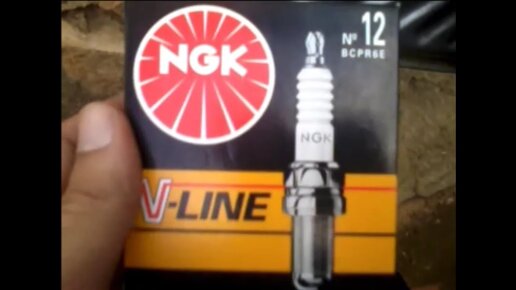 NGK
Nº 12
BCPR6E
NGK
V-LINE